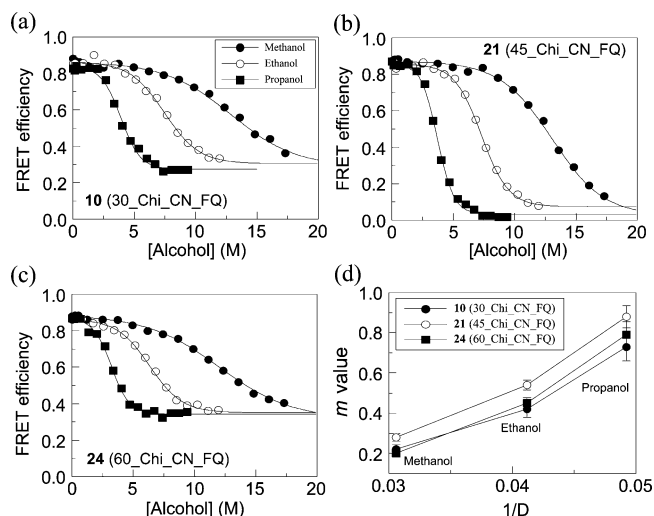 (a)
1.0
0.8
0.6
0.4
0.2
0.0
FRET efficiency
Methanol
Ethanol
Propanol
10 (30_Chi_CN_FQ)
0 5 10 15 20
[Alcohol] (M)
(b)
21 (45_Chi_CN_FQ)
1.0
0.8
0.6
0.4
0.2
0.0
FRET efficiency
0 5 10 15 20
[Alcohol] (M)
(c)
1.0
0.8
0.6
0.4
0.2
0.0
FRET efficiency
24 (60_Chi_CN_FQ)
0 5 10 15 20
[Alcohol] (M)
(d)
1.0
0.8
0.6
0.4
0.2
m value
10 (30_Chi_CN_FQ)
21 (45_Chi_CN_FQ)
24 (60_Chi_CN_FQ)
Propanol
Ethanol
Methanol
0.03 0.04 0.05
1/D